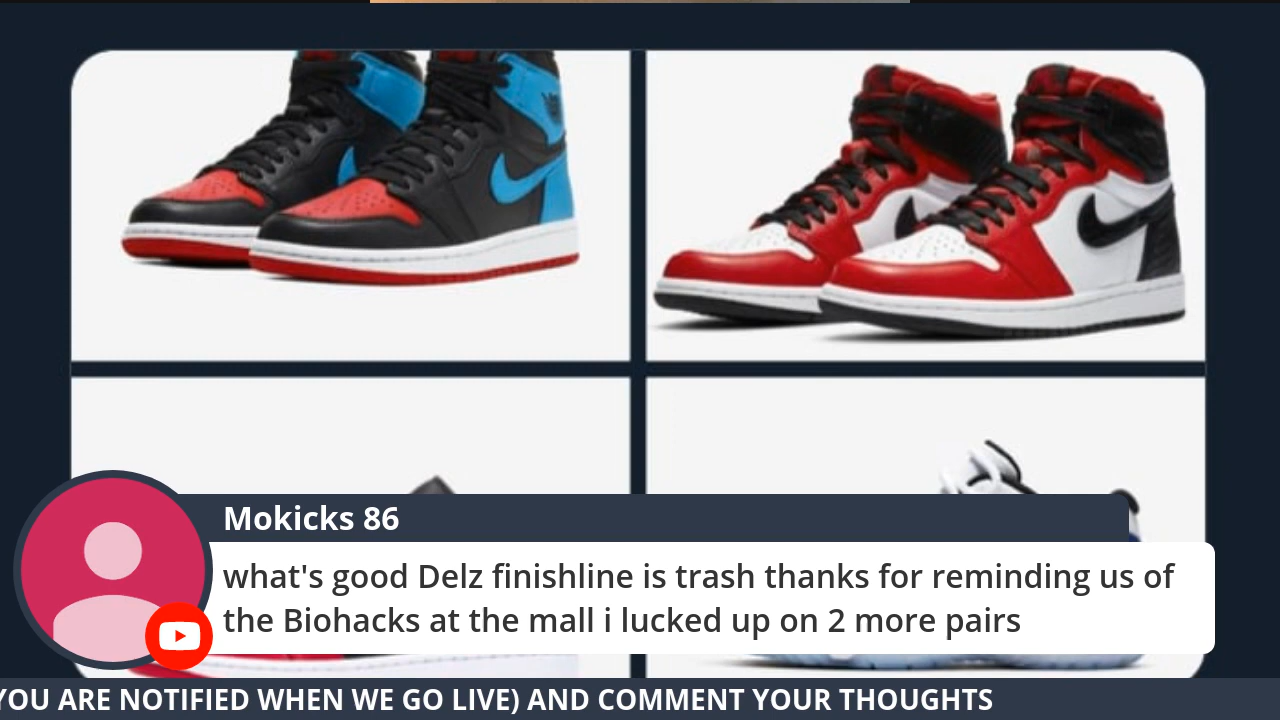 Mokicks 86
what's good Delz finishline is trash thanks for reminding us of
the Biohacks at the mall i lucked up on 2 more pairs
YOU ARE NOTIFIED WHEN WE GO LIVE) AND COMMENT YOUR THOUGHTS